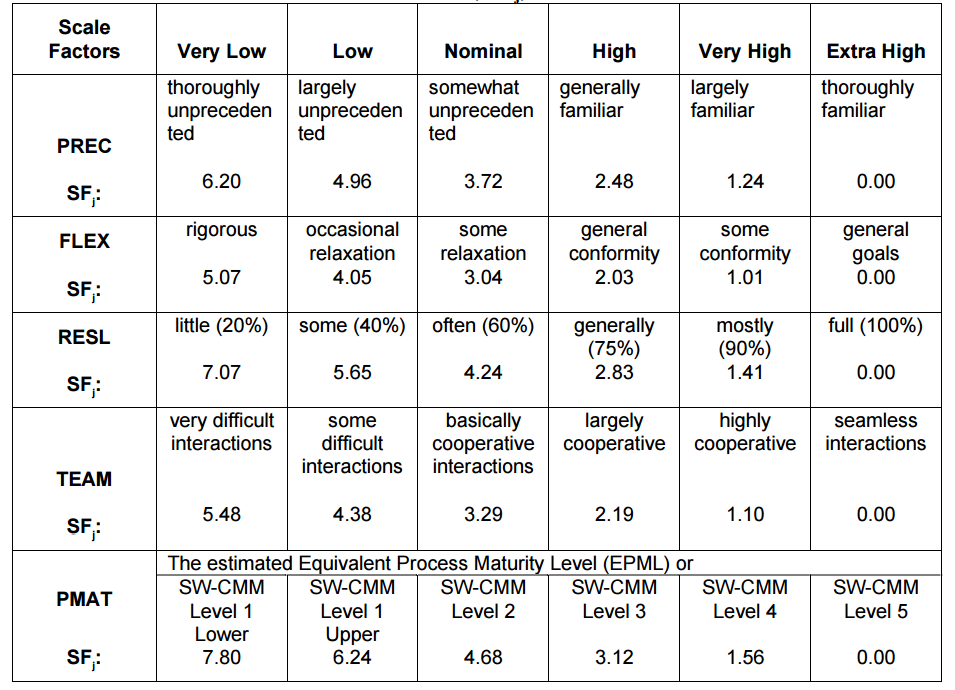 Scale Factors Very Low Low Nominal High Very High Extra High
PREC thoroughly unpreceden ted largely unpreceden ted somewhat unpreceden ted generally familiar largely familiar thoroughly familiar
SFj: 6.20 4.96 3.72 2.48 1.24 0.00
FLEX rigorous occasional relaxation some relaxation general conformity some conformity general goals
SFj: 5.07 4.05 3.04 2.03 1.01 0.00
RESL little (20%) some (40%) often (60%) generally (75%) mostly (90%) full (100%)
SFj: 7.07 5.65 4.24 2.83 1.41 0.00
TEAM very difficult interactions some difficult interactions basically cooperative interactions largely cooperative highly cooperative seamless interactions
SFj: 5.48 4.38 3.29 2.19 1.10 0.00
The estimated Equivalent Process Maturity Level (EPML) or
PMAT SW-CMM Level 1 Lower SW-CMM Level 1 Upper SW-CMM Level 2 SW-CMM Level 3 SW-CMM Level 4 SW-CMM Level 5
SFj: 7.80 6.24 4.68 3.12 1.56 0.00